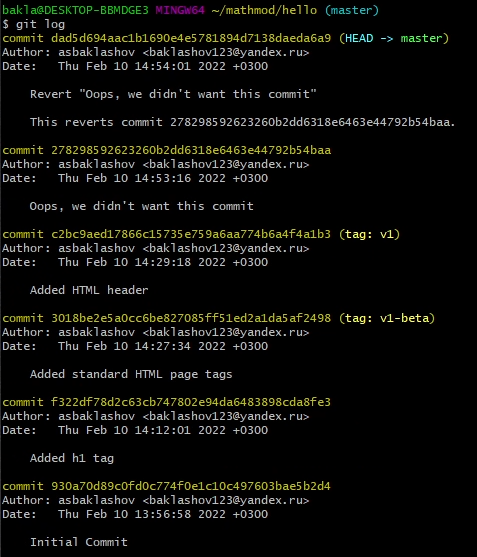 bakla@DESKTOP-BBMDGE3 MINGW64 ~/mathmod/hello (master)
$ git log
commit dad5d694aac1b1690e4e5781894d7138daeda6a9 (HEAD -> master)
Author: asbaklashov <baklashov123@yandex.ru>
Date:   Thu Feb 10 14:54:01 2022 +0300

    Revert "Oops, we didn't want this commit"

    This reverts commit 278298592623260b2dd6318e6463e44792b54baa.

commit 278298592623260b2dd6318e6463e44792b54baa
Author: asbaklashov <baklashov123@yandex.ru>
Date:   Thu Feb 10 14:53:16 2022 +0300

    Oops, we didn't want this commit

commit c2bc9aed17866c15735e759a6aa774b6a4f4a1b3 (tag: v1)
Author: asbaklashov <baklashov123@yandex.ru>
Date:   Thu Feb 10 14:29:18 2022 +0300

    Added HTML header

commit 3018be2e5a0cc6be827085ff51ed2a1da5af2498 (tag: v1-beta)
Author: asbaklashov <baklashov123@yandex.ru>
Date:   Thu Feb 10 14:27:34 2022 +0300

    Added standard HTML page tags

commit f322df78d2c63cb747802e94da6483898cda8fe3
Author: asbaklashov <baklashov123@yandex.ru>
Date:   Thu Feb 10 14:12:01 2022 +0300

    Added h1 tag

commit 930a70d89c0fd0c774f0e1c10c497603bae5b2d4
Author: asbaklashov <baklashov123@yandex.ru>
Date:   Thu Feb 10 13:56:58 2022 +0300

    Initial Commit